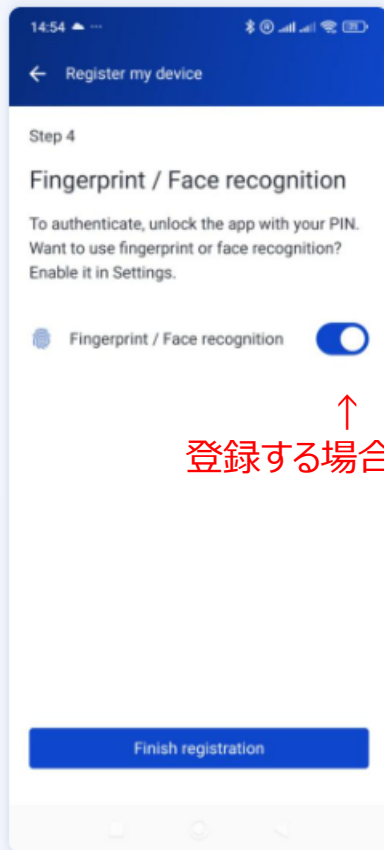 14:54
Register my device
Step 4
Fingerprint / Face recognition
To authenticate, unlock the app with your PIN.
Want to use fingerprint or face recognition?
Enable it in Settings.
Fingerprint / Face recognition
↑
登録する場合
Finish registration